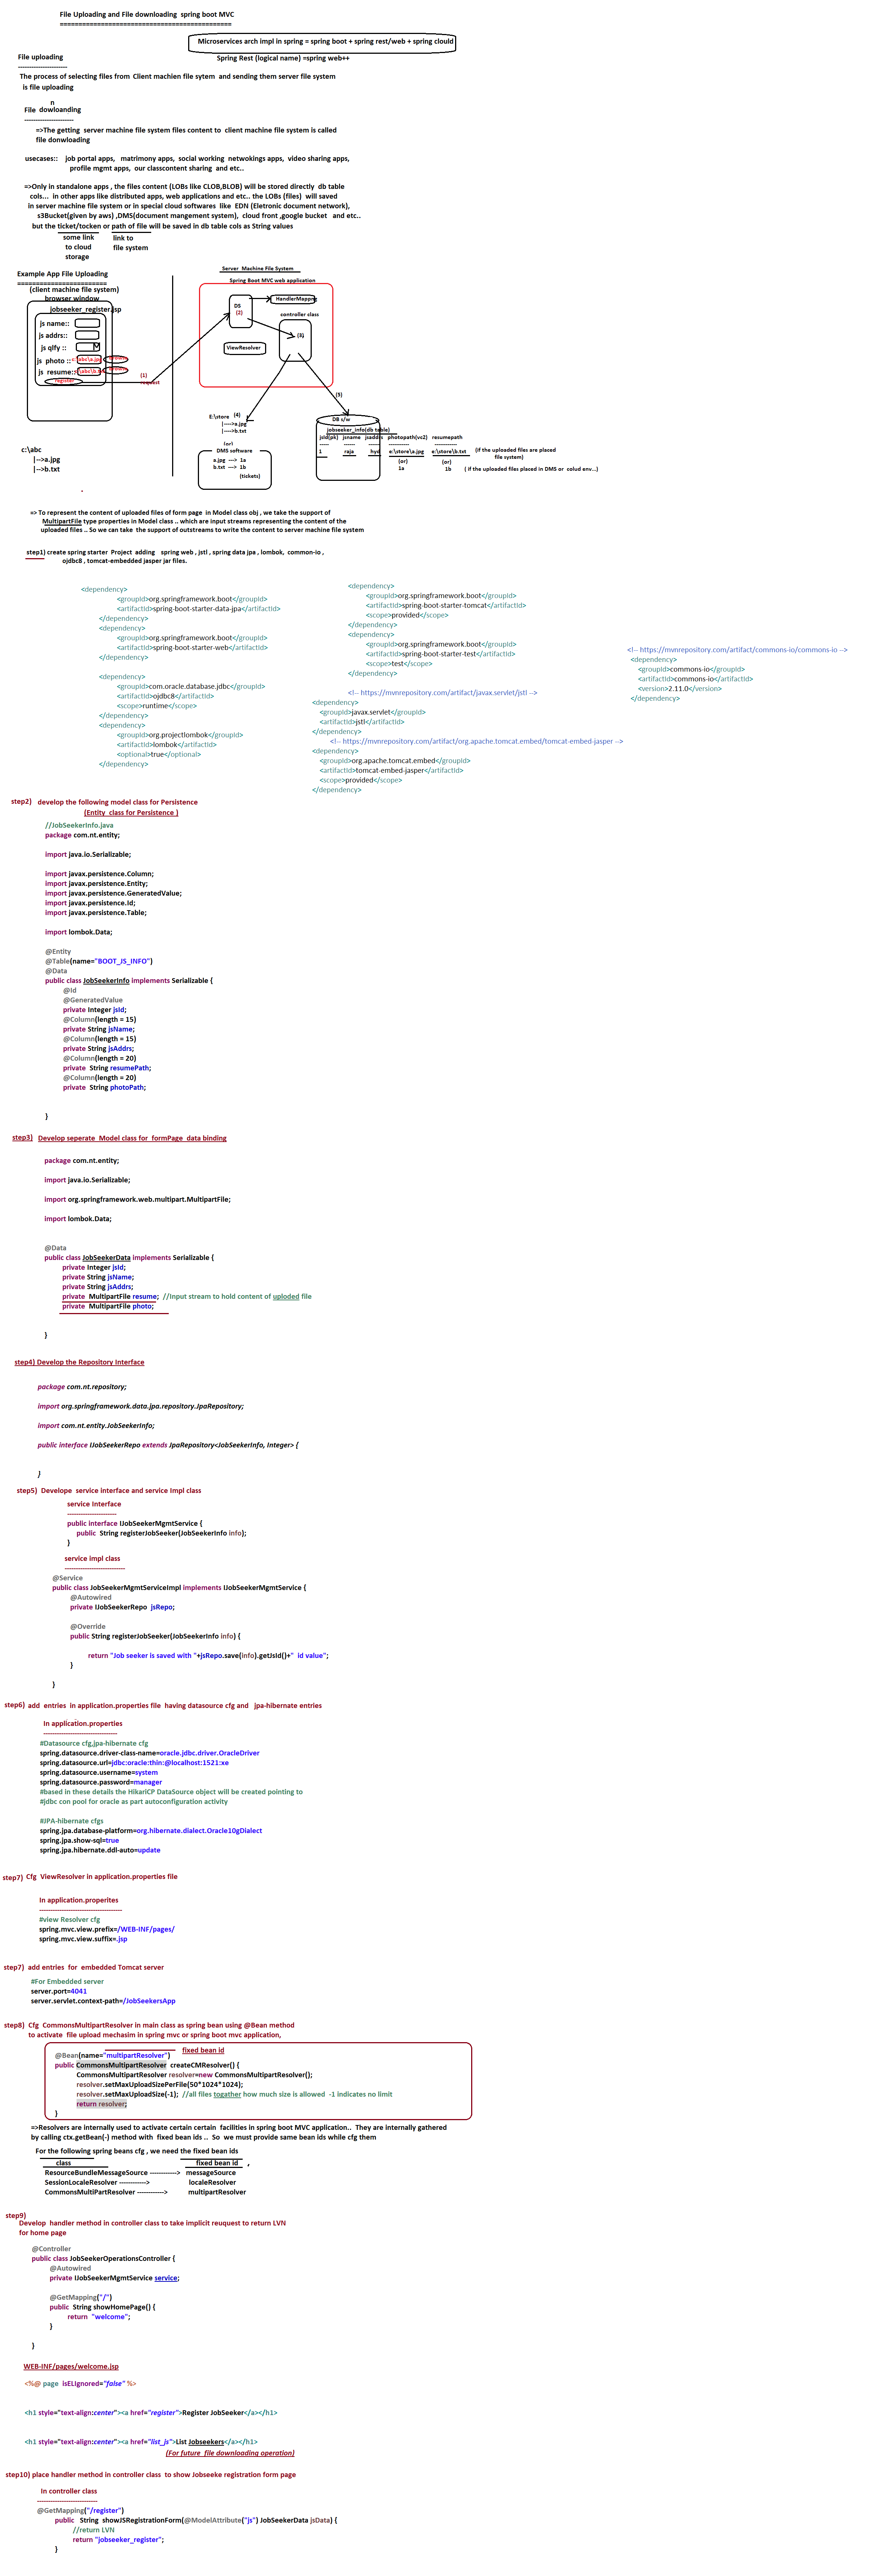 File Uploading and File downloading  spring boot MVC
==============================================
Microservices arch impl in spring = spring boot + spring rest/web + spring clould
Spring Rest (logical name) =spring web++
File uploading
----------------------
The process of selecting files from Client machien file sytem  and sending them server file system
is file uploading
n
File  dowloanding
----------------------
=>The getting  server machine file system files content to  client machine file system is called
file donwloading
usecases::   job portal apps,   matrimony apps,  social working  netwokings apps,  video sharing apps,
profile mgmt apps,  our classcontent sharing  and etc..
=>Only in standalone apps , the files content (LOBs like CLOB,BLOB) will be stored directly  db table
cols...  in other apps like distributed apps, web applications and etc.. the LOBs (files)  will saved
in server machine file system or in special cloud softwares  like  EDN (Eletronic document network),
s3Bucket(given by aws) ,DMS(document mangement system),  cloud front ,google bucket   and etc..
but the ticket/tocken or path of file will be saved in db table cols as String values
some link
to cloud
storage
link to
file system
Example App File Uploading
========================
(client machine file system)
browser window
jobseeker_register.jsp
js name::
js addrs::
js qlfy ::
js  photo :: c:\abc\a.jpg
js  resume::
register
(1)
request
Server  Machine File System
Spring Boot MVC web application
DS
(2)
HandlerMappng
controller class
(3)
ViewResolver
(5)
E:\store   (4)
|---->a.jpg
|---->b.txt
(or)
DMS software
a.jpg  ---->  1a
b.txt  ---->  1b
(tickets)
DB s/w
jobseeker_info(db table)
jsId(pk)  jsname  jsaddrs  photopath(vc2)  resumepath
1  raja  hyd  e:\store\a.jpg  e:\store\b.txt
(or)  (or)
1a  1b
(if the uploaded files are placed
file system)
( if the uploaded files placed in DMS or  colud env...)
c:\abc
|-->a.jpg
|-->b.txt
=> To represent the content of uploaded files of form page  in Model class obj , we take the support of
MultipartFile type properties in Model class .. which are input streams representing the content of the
uploaded files .. So we can take  the support of outstreams to write the content to server machine file system
step1) create spring starter  Project  adding   spring web , jstl , spring data jpa , lombok,  common-io ,
ojdbc8 , tomcat-embedded jasper jar files.
<dependency>
<groupId>org.springframework.boot</groupId>
<artifactId>spring-boot-starter-data-jpa</artifactId>
</dependency>
<dependency>
<groupId>org.springframework.boot</groupId>
<artifactId>spring-boot-starter-web</artifactId>
</dependency>
<dependency>
<groupId>com.oracle.database.jdbc</groupId>
<artifactId>ojdbc8</artifactId>
<scope>runtime</scope>
</dependency>
<dependency>
<groupId>org.projectlombok</groupId>
<artifactId>lombok</artifactId>
<optional>true</optional>
</dependency>
<dependency>
<groupId>org.springframework.boot</groupId>
<artifactId>spring-boot-starter-tomcat</artifactId>
<scope>provided</scope>
</dependency>
<dependency>
<groupId>org.springframework.boot</groupId>
<artifactId>spring-boot-starter-test</artifactId>
<scope>test</scope>
</dependency>
<!-- https://mvnrepository.com/artifact/javax.servlet/jstl -->
<dependency>
<groupId>javax.servlet</groupId>
<artifactId>jstl</artifactId>
</dependency>
<!-- https://mvnrepository.com/artifact/org.apache.tomcat.embed/tomcat-embed-jasper -->
<dependency>
<groupId>org.apache.tomcat.embed</groupId>
<artifactId>tomcat-embed-jasper</artifactId>
<scope>provided</scope>
</dependency>
<!-- https://mvnrepository.com/artifact/commons-io/commons-io -->
<dependency>
<groupId>commons-io</groupId>
<artifactId>commons-io</artifactId>
<version>2.11.0</version>
</dependency>
step2)   develop the following model class for Persistence
(Entity  class for Persistence )
//JobSeekerInfo.java
package com.nt.entity;
import java.io.Serializable;
import javax.persistence.Column;
import javax.persistence.Entity;
import javax.persistence.GeneratedValue;
import javax.persistence.Id;
import javax.persistence.Table;
import lombok.Data;
@Entity
@Table(name="BOOT_JS_INFO")
@Data
public class JobSeekerInfo implements Serializable {
@Id
@GeneratedValue
private Integer jsId;
@Column(length = 15)
private String jsName;
@Column(length = 15)
private String jsAddrs;
@Column(length = 20)
private  String resumePath;
@Column(length = 20)
private  String photoPath;
}
step3)   Develop seperate  Model class for  formPage  data binding
package com.nt.entity;
import java.io.Serializable;
import org.springframework.web.multipart.MultipartFile;
import lombok.Data;
@Data
public class JobSeekerData implements Serializable {
private Integer jsId;
private String jsName;
private String jsAddrs;
private  MultipartFile resume;  //Input stream to hold content of uploded file
private  MultipartFile photo;
}
step4) Develop the Repository Interface
package com.nt.repository;
import org.springframework.data.jpa.repository.JpaRepository;
import com.nt.entity.JobSeekerInfo;
public interface IJobSeekerRepo extends JpaRepository<JobSeekerInfo, Integer> {
}
step5)  Develope  service interface and service Impl class
service Interface
----------------------
public interface IJobSeekerMgmtService {
public  String registerJobSeeker(JobSeekerInfo info);
}
service impl class
---------------------------
@Service
public class JobSeekerMgmtServiceImpl implements IJobSeekerMgmtService {
@Autowired
private IJobSeekerRepo  jsRepo;
@Override
public String registerJobSeeker(JobSeekerInfo info) {
return "Job seeker is saved with "+jsRepo.save(info).getJsId()+"  id value";
}
}
step6)  add  entries  in application.properties file  having datasource cfg and   jpa-hibernate entries
In application.properties
---------------------------------
#Datasource cfg,jpa-hibernate cfg
spring.datasource.driver-class-name=oracle.jdbc.driver.OracleDriver
spring.datasource.url=jdbc:oracle:thin:@localhost:1521:xe
spring.datasource.username=system
spring.datasource.password=manager
#based in these details the HikariCP DataSource object will be created pointing to
#jdbc con pool for oracle as part autoconfiguration activity
#JPA-hibernate cfgs
spring.jpa.database-platform=org.hibernate.dialect.Oracle10gDialect
spring.jpa.show-sql=true
spring.jpa.hibernate.ddl-auto=update
step7)  Cfg  ViewResolver in application.properties file
In application.properites
-------------------------------------
#view Resolver cfg
spring.mvc.view.prefix=/WEB-INF/pages/
spring.mvc.view.suffix=.jsp
step7)  add entries  for  embedded Tomcat server
#For Embedded server
server.port=4041
server.servlet.context-path=/JobSeekersApp
step8)  Cfg  CommonsMultipartResolver in main class as spring bean using @Bean method
to activate  file upload mechasim in spring mvc or spring boot mvc application,
fixed bean id
@Bean(name="multipartResolver")
public CommonsMultipartResolver  createCMResolver() {
CommonsMultipartResolver resolver=new CommonsMultipartResolver();
resolver.setMaxUploadSizePerFile(50*1024*1024);
resolver.setMaxUploadSize(-1);  //all files togather how much size is allowed  -1 indicates no limit
return resolver;
}
=>Resolvers are internally used to activate certain certain  facilities in spring boot MVC application..  They are internally gathered
by calling ctx.getBean(-) method with  fixed bean ids ..  So  we must provide same bean ids while cfg them
For the following spring beans cfg , we need the fixed bean ids
class  fixed bean id  ,
ResourceBundleMessageSource ------------>   messageSource
SessionLocaleResolver ------------>  localeResolver
CommonsMultiPartResolver ------------->  multipartResolver
step9)
Develop  handler method in controller class to take implicit reuquest to return LVN
for home page
@Controller
public class JobSeekerOperationsController {
@Autowired
private IJobSeekerMgmtService service;
@GetMapping("/")
public  String showHomePage() {
return  "welcome";
}
}
WEB-INF/pages/welcome.jsp
<%@ page  isELIgnored="false" %>
<h1 style="text-align:center"><a href="register">Register JobSeeker</a></h1>
<h1 style="text-align:center"><a href="list_js">List Jobseekers</a></h1>
(For future  file downloading operation)
step10) place handler method in controller class  to show Jobseeke registration form page
In controller class
---------------------------
@GetMapping("/register")
public   String  showJSRegistrationForm(@ModelAttribute("js") JobSeekerData jsData) {
//return LVN
return "jobseeker_register";
}